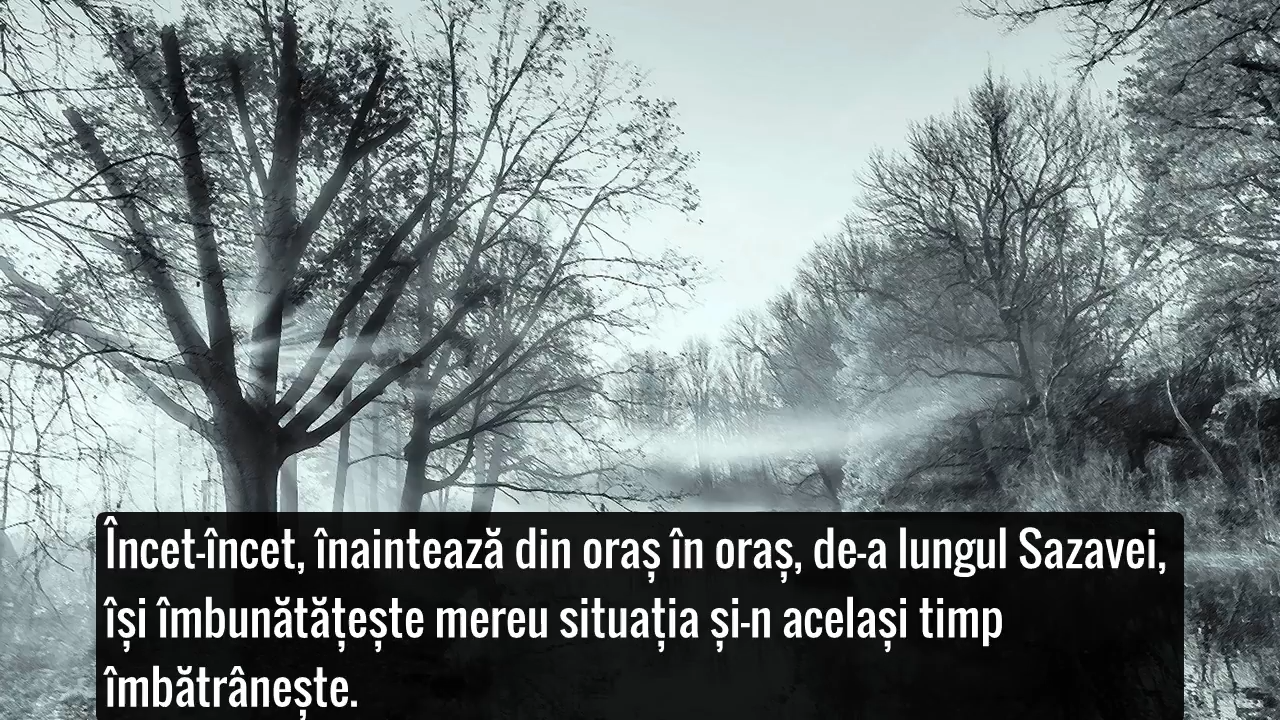 Încet-încet, înaintează din oraș în oraș, de-a lungul Sazavei,
își îmbunătățește mereu situația și-n același timp
îmbătrânește.